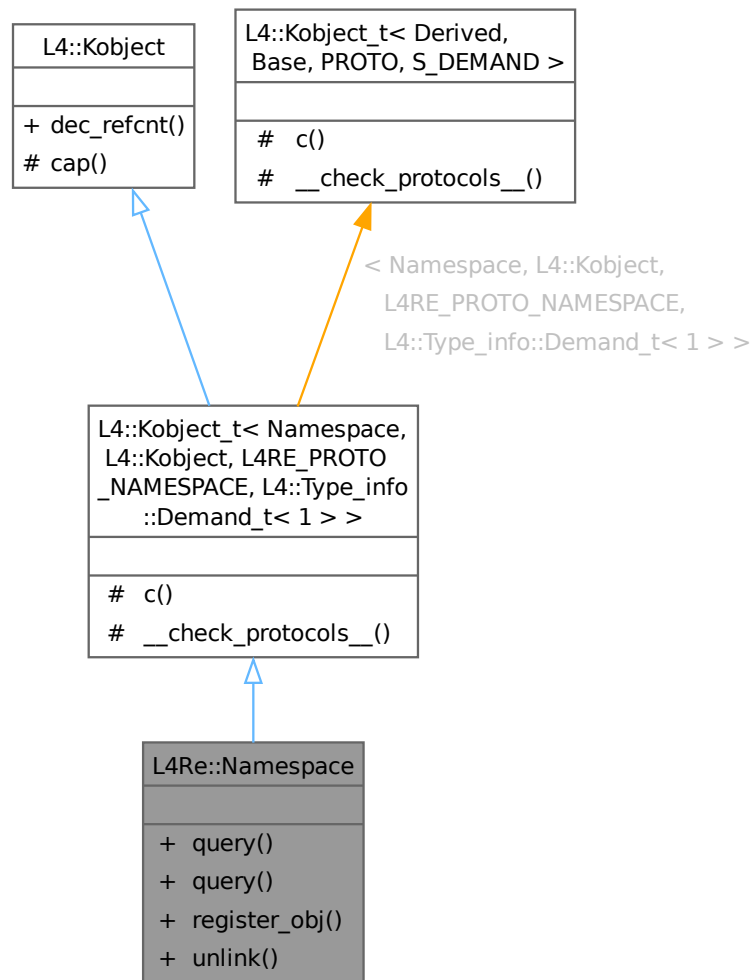 L4::Kobject
+ dec_refcnt()
# cap()
L4::Kobject_t< Derived,
Base, PROTO, S_DEMAND >
# c()
# __check_protocols__()
< Namespace, L4::Kobject,
L4RE_PROTO_NAMESPACE,
L4::Type_info::Demand_t< 1 > >
L4::Kobject_t< Namespace,
L4::Kobject, L4RE_PROTO
_NAMESPACE, L4::Type_info
::Demand_t< 1 > >
# c()
# __check_protocols__()
L4Re::Namespace
+ query()
+ query()
+ register_obj()
+ unlink()